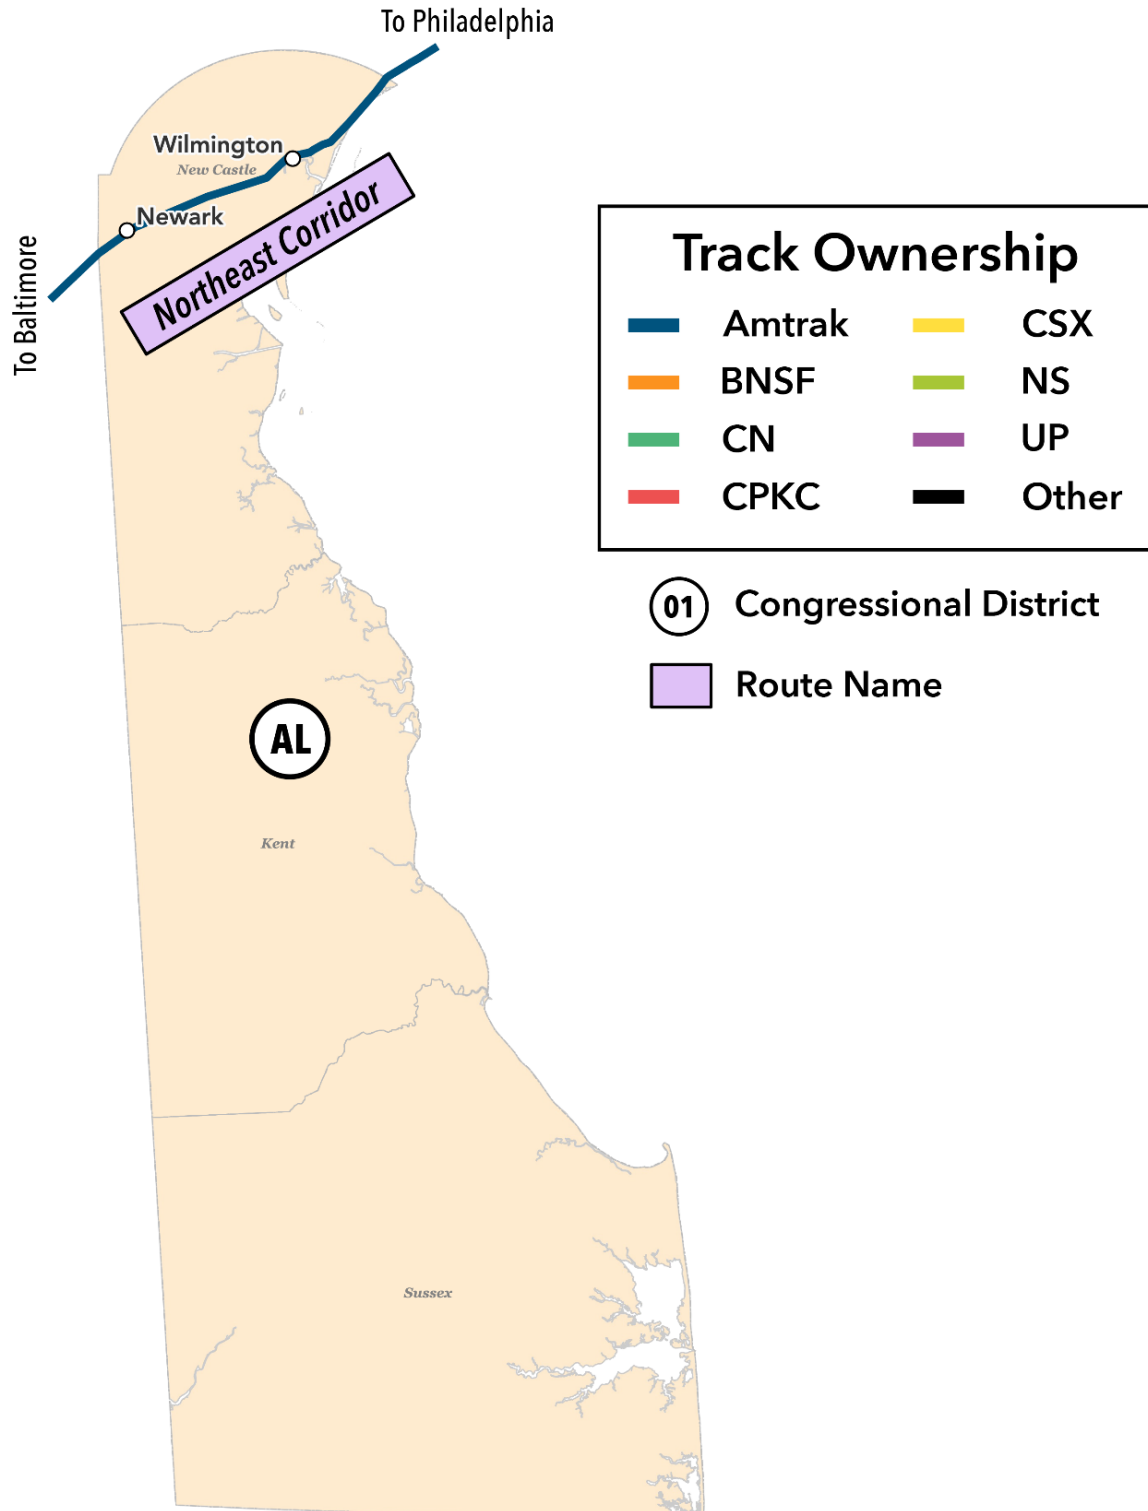 To Philadelphia
Wilmington
New Castle
Newark
Northeast Corridor
To Baltimore
Track Ownership
Amtrak
CSX
BNSF
NS
CN
UP
CPKC
Other
01
Congressional District
Route Name
AL
Kent
Sussex